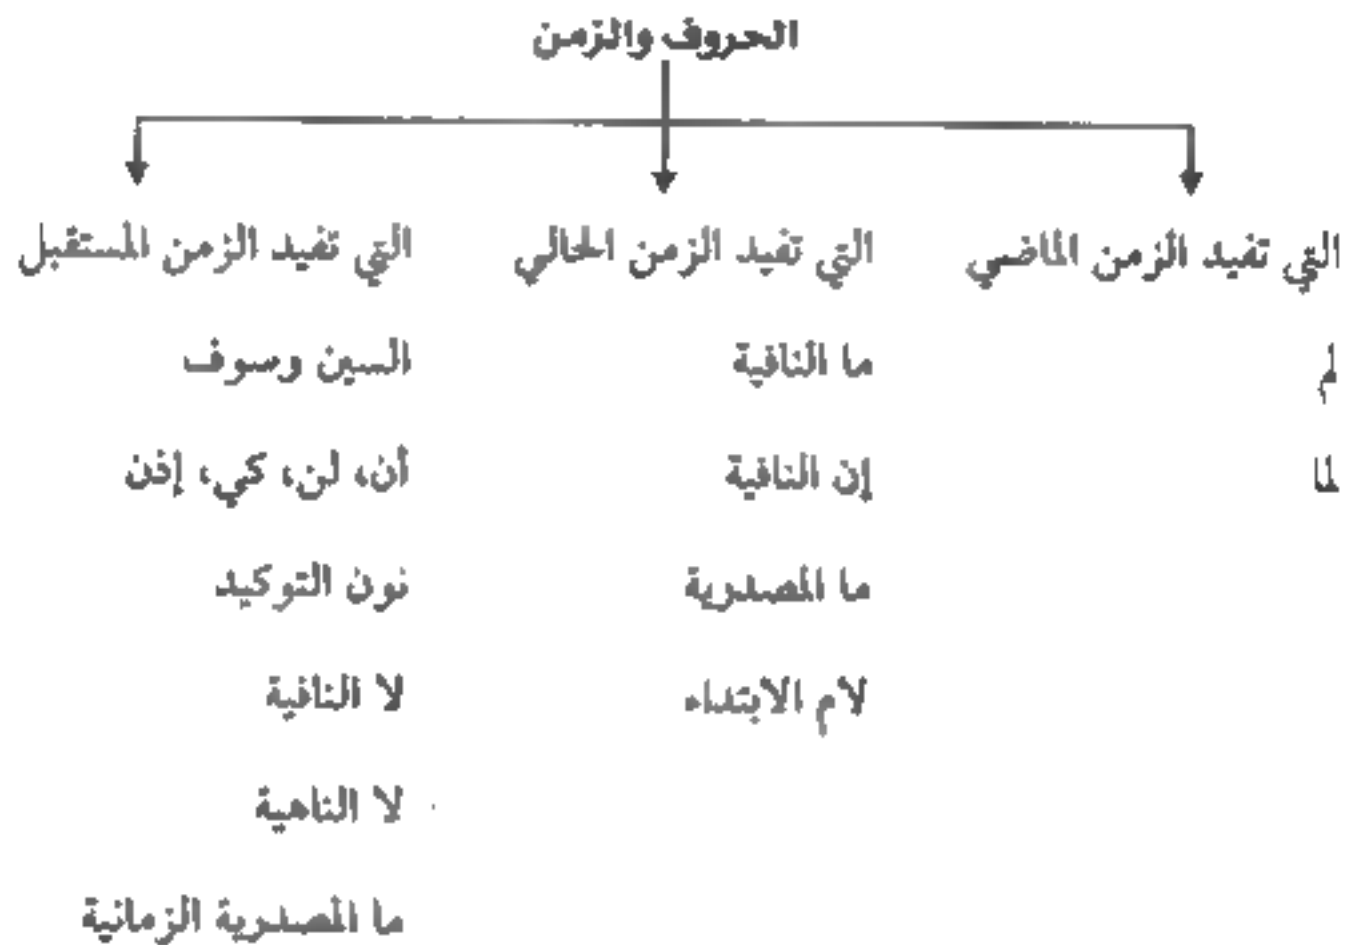 الحروف والزمن
التي تفيد الزمن الماضي
التي تفيد الزمن الحالي
التي تفيد الزمن المستقبل
لم
ما النافية
السين وسوف
لما
إن النافية
أن، لن، كي، إذن
ما المصدرية
نون التوكيد
لام الابتداء
لا النافية
لا الناهية
ما المصدرية الزمانية